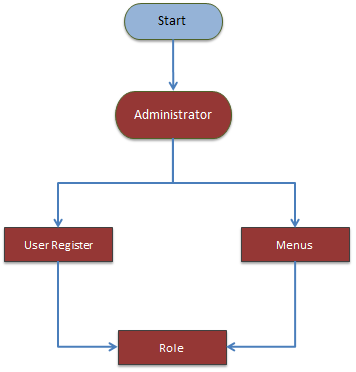 Start
Administrator
User Register
Menus
Role